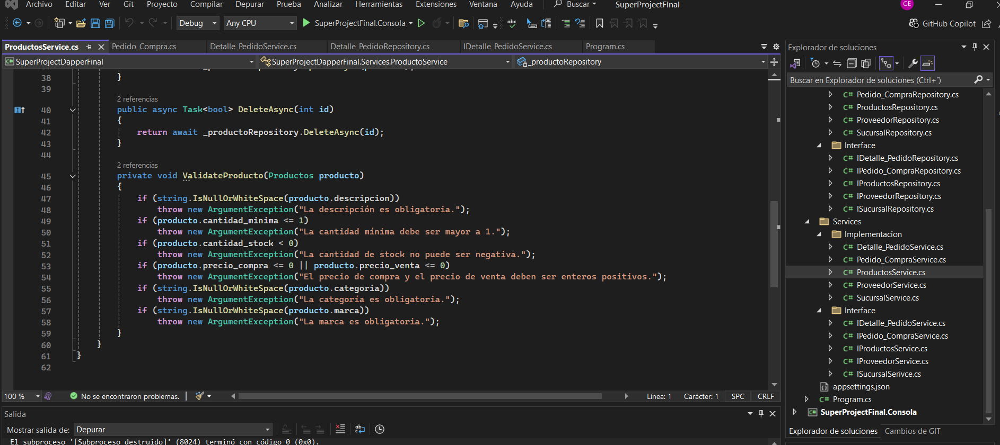 Archivo Editar Ver Git Proyecto Compilar Depurar Prueba Analizar Herramientas Extensiones Ventana Ayuda Buscar SuperProjectFinal CE
Debug Any CPU SuperProjectFinal.Consola abc GitHub Copilot
ProductosService.cs Pedido_Compra.cs Detalle_PedidoService.cs Detalle_PedidoRepository.cs IDetalle_PedidoService.cs Program.cs
C# SuperProjectDapperFinal SuperProjectDapperFinal.Services.ProductoService _productoRepository
38 }
39
2 referencias
40 public async Task<bool> DeleteAsync(int id)
41 {
42 return await _productoRepository.DeleteAsync(id);
43 }
44
2 referencias
45 private void ValidateProducto(Productos producto)
46 {
47 if (string.IsNullOrWhiteSpace(producto.descripcion))
48 throw new ArgumentException("La descripción es obligatoria.");
49 if (producto.cantidad_minima <= 1)
50 throw new ArgumentException("La cantidad mínima debe ser mayor a 1.");
51 if (producto.cantidad_stock < 0)
52 throw new ArgumentException("La cantidad de stock no puede ser negativa.");
53 if (producto.precio_compra <= 0 || producto.precio_venta <= 0)
54 throw new ArgumentException("El precio de compra y el precio de venta deben ser enteros positivos.");
55 if (string.IsNullOrWhiteSpace(producto.categoria))
56 throw new ArgumentException("La categoría es obligatoria.");
57 if (string.IsNullOrWhiteSpace(producto.marca))
58 throw new ArgumentException("La marca es obligatoria.");
59 }
60 }
61 }
62
100 % No se encontraron problemas. Línea: 1 Carácter: 1 SPC CRLF
Salida
Mostrar salida de: Depurar
El subproceso '[Subproceso destruido]' (8024) terminó con código 0 (0x0).
Explorador de soluciones
Buscar en Explorador de soluciones (Ctrl+´)
C# Pedido_CompraRepository.cs
C# ProductosRepository.cs
C# ProveedorRepository.cs
C# SucursalRepository.cs
Interface
C# IDetalle_PedidoRepository.cs
C# IPedido_CompraRepository.cs
C# IProductosRepository.cs
C# IProveedorRepository.cs
C# ISucursalRepository.cs
Services
Implementacion
C# Detalle_PedidoService.cs
C# Pedido_CompraService.cs
C# ProductosService.cs
C# ProveedorService.cs
C# SucursalService.cs
Interface
C# IDetalle_PedidoService.cs
C# IPedido_CompraService.cs
C# IProductosService.cs
C# IProveedorService.cs
C# ISucursalSerivce.cs
appsettings.json
C# Program.cs
C# SuperProjectFinal.Consola
Explorador de soluciones Cambios de GIT